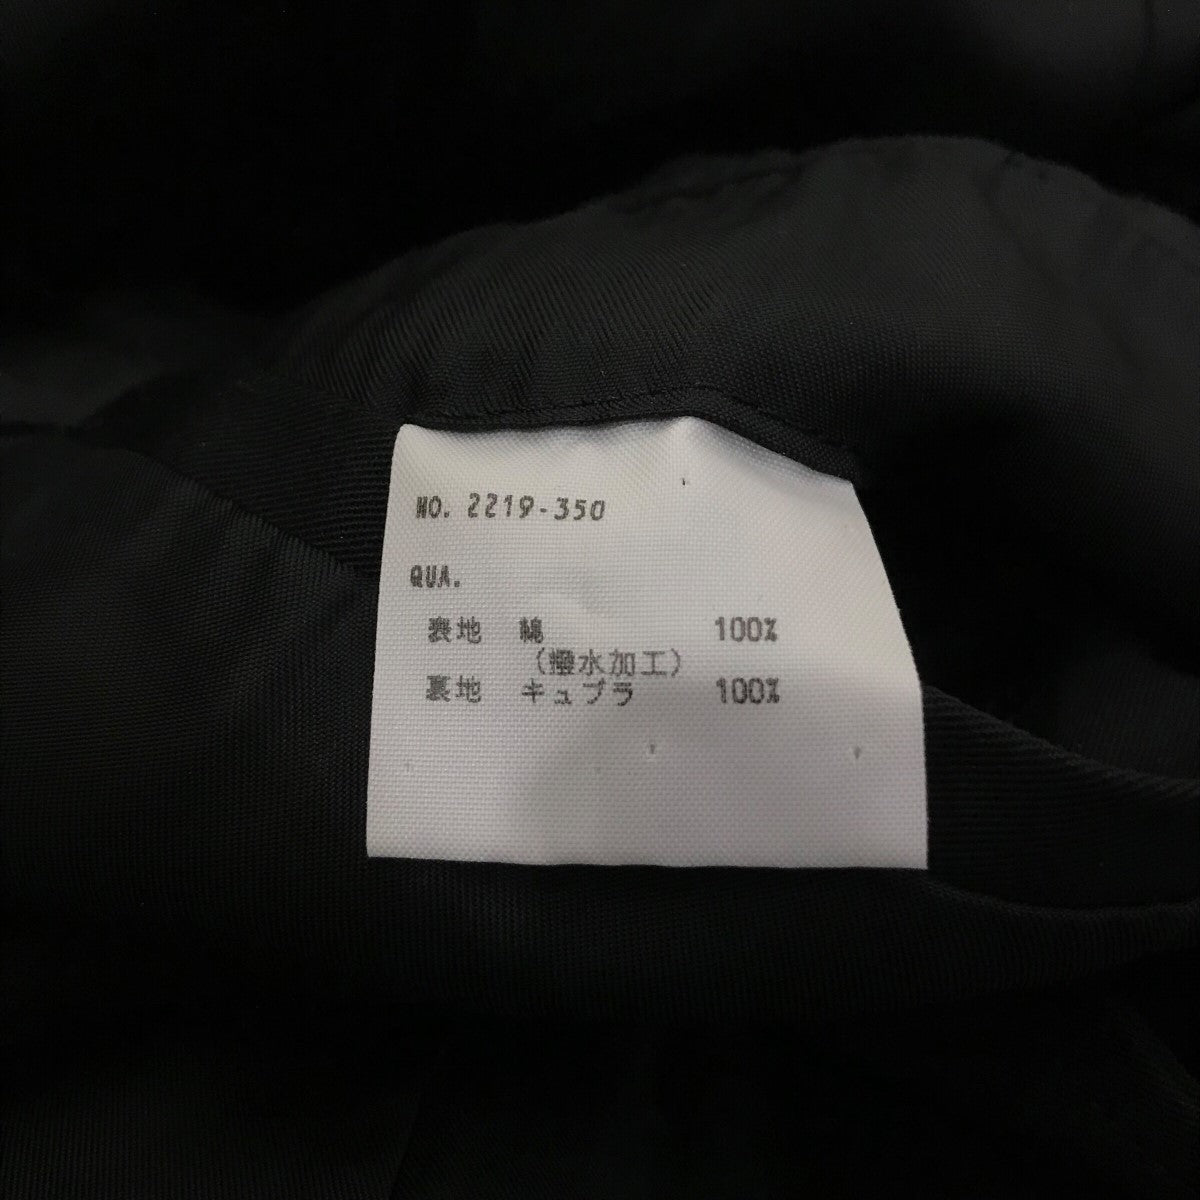 NO. 2219-350
QUA.
表地 綿 100%
(撥水加工)
裏地 キュプラ 100%